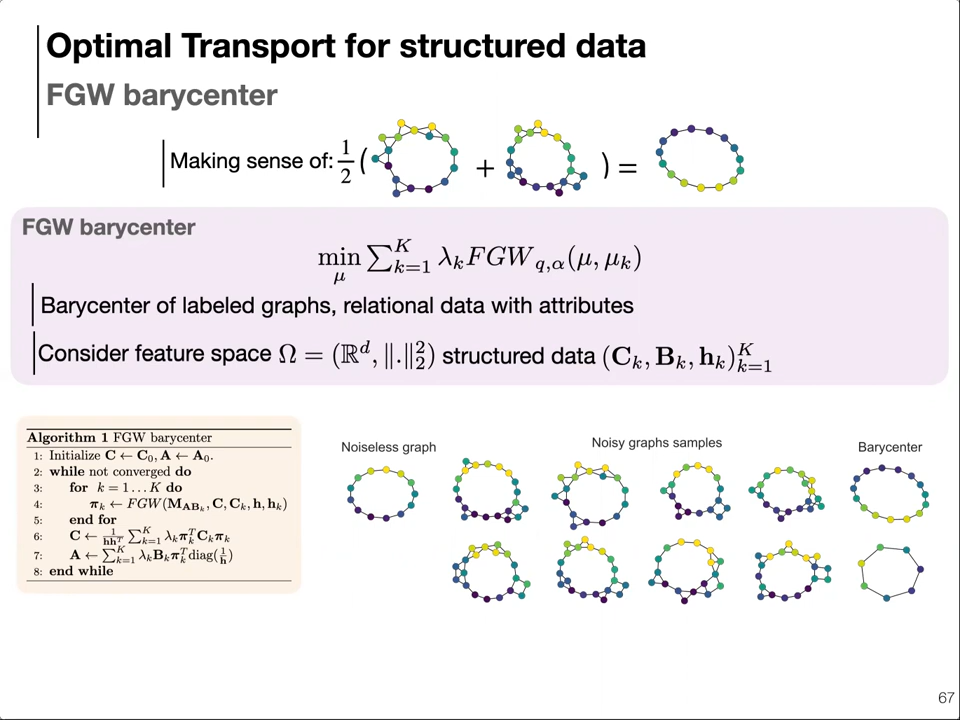 Optimal Transport for structured data
FGW barycenter
Making sense of: 1/2 ( + ) =
FGW barycenter
min_μ ∑_{k=1}^{K} λ_k FGW_{q,α}(μ, μ_k)
Barycenter of labeled graphs, relational data with attributes
Consider feature space Ω = (ℝ^d, ‖.‖_2^2) structured data (C_k, B_k, h_k)_{k=1}^{K}
Algorithm 1 FGW barycenter
1: Initialize C ← C_0, A ← A_0.
2: while not converged do
3: for k = 1 … K do
4: π_k ← FGW(M_{AB_k}, C, C_k, h, h_k)
5: end for
6: C ← 1/(hh^T) ∑_{k=1}^{K} λ_k π_k^T C_k π_k
7: A ← ∑_{k=1}^{K} λ_k B_k π_k^T diag(1/h)
8: end while
Noiseless graph
Noisy graphs samples
Barycenter
67